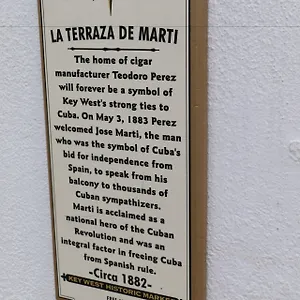 LA TERRAZA DE MARTI
The home of cigar
manufacturer Teodoro Perez
will forever be a symbol of
Key West's strong ties to
Cuba. On May 3, 1883 Perez
welcomed Jose Marti, the man
who was the symbol of Cuba's
bid for independence from
Spain, to speak from his
balcony to thousands of
Cuban sympathizers.
Marti is acclaimed as a
national hero of the Cuban
Revolution and was an
integral factor in freeing Cuba
from Spanish rule.
-Circa 1882-
KEY WEST HISTORIC MARKER